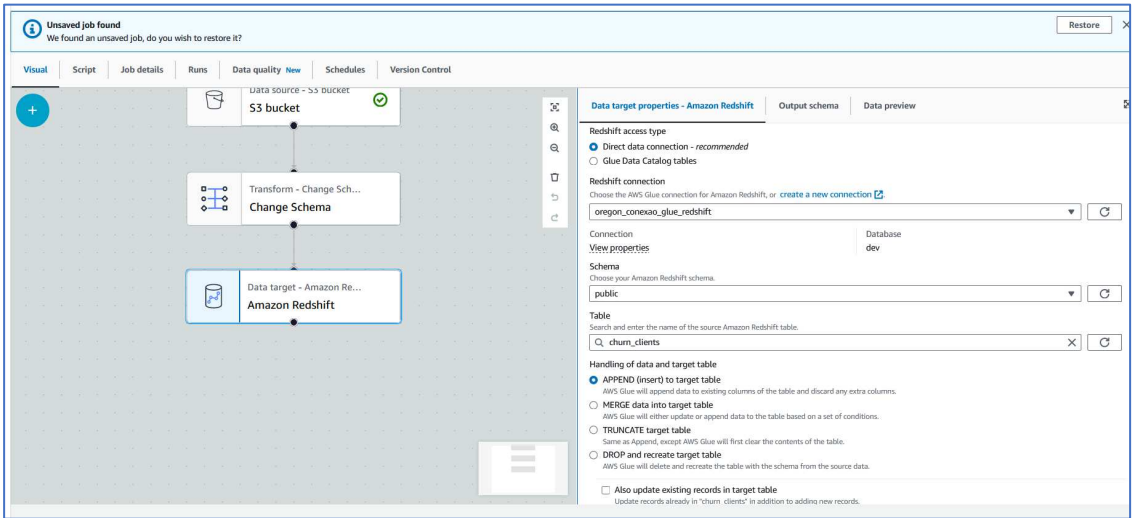 Unsaved job found
We found an unsaved job, do you wish to restore it?
Restore
Visual
Script
Job details
Runs
Data quality New
Schedules
Version Control
Data source - S3 bucket
S3 bucket
Transform - Change Sch...
Change Schema
Data target - Amazon Re...
Amazon Redshift
Data target properties - Amazon Redshift
Output schema
Data preview
Redshift access type
Direct data connection - recommended
Glue Data Catalog tables
Redshift connection
Choose the AWS Glue connection for Amazon Redshift, or create a new connection.
oregon_conexao_glue_redshift
Connection
View properties
Database
dev
Schema
Choose your Amazon Redshift schema.
public
Table
Search and enter the name of the source Amazon Redshift table.
churn_clients
Handling of data and target table
APPEND (insert) to target table
AWS Glue will append data to existing columns of the table and discard any extra columns.
MERGE data into target table
AWS Glue will either update or append data to the table based on a set of conditions.
TRUNCATE target table
Same as Append, except AWS Glue will first clear the contents of the table.
DROP and recreate target table
AWS Glue will delete and recreate the table with the schema from the source data.
Also update existing records in target table
Update records already in "churn_clients" in addition to adding new records.